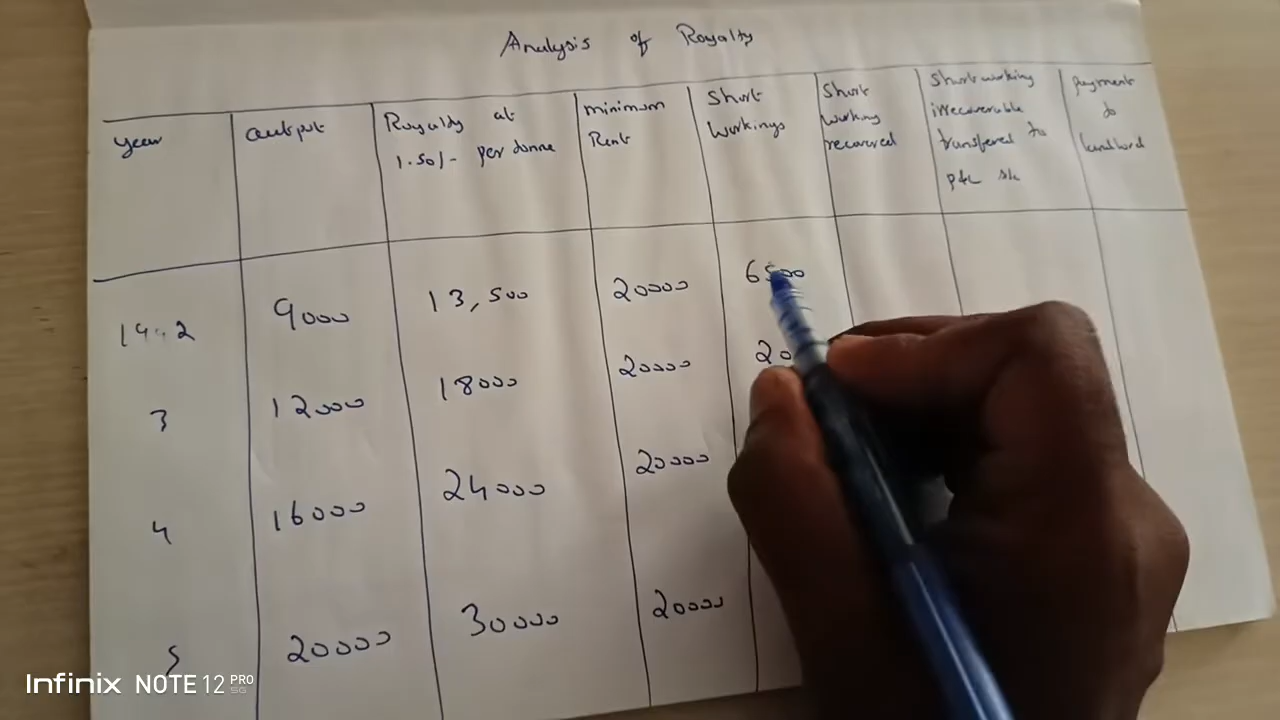 Analysis of Royalty
Year
Output
Royalty at
1.50/- per tonne
minimum
Rent
Short
Workings
Short
working
recovered
Short working
irrecoverable
transferred to
P&L
Payment
to
landlord
9000
13,500
20000
6500
3
12000
18000
20000
20
4
16000
24000
20000
5
20000
30000
20000
Infinix NOTE 12 PRO
5G